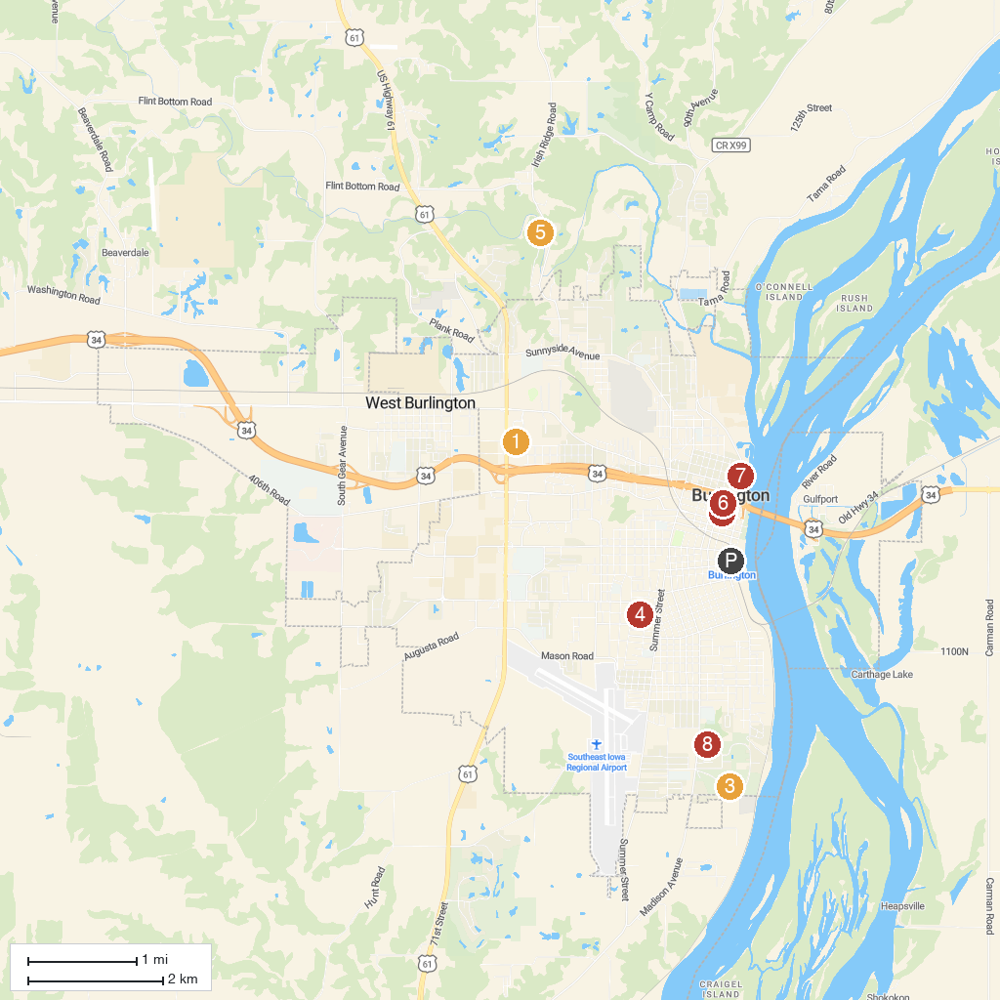 80th
Avenue
61
US Highway 61
Flint Bottom Road
Beaverdale Road
Y Camp Road
90th Avenue
125th Street
CR X99
Irish Ridge Road
Flint Bottom Road
Tama Road
61
5
Beaverdale
Washington Road
O'CONNELL
ISLAND
RUSH
ISLAND
Tama Road
Plank Road
34
Sunnyside Avenue
West Burlington
34
1
South Gear Avenue
406th Road
34
34
7
River Road
Burlington
6
Gulfport
Old Hwy 34
34
34
P
Burlington
4
Summer Street
Carman Road
Augusta Road
Mason Road
1100N
Carthage Lake
8
Southeast Iowa
Regional Airport
61
3
Summer Street
Madison Avenue
Hunt Road
71st Street
Heapsville
Carman Road
61
1 mi
2 km
CRAIGEL
ISLAND
Shokokon